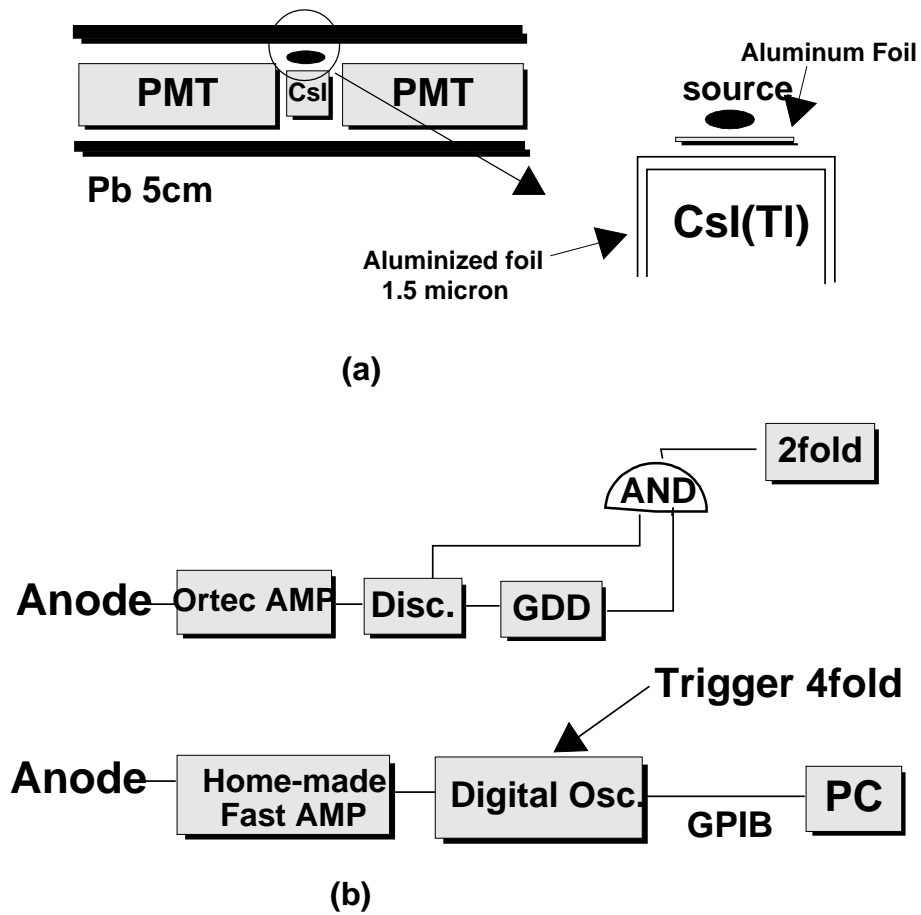 PMT
CsI
PMT
Pb 5cm
Aluminum Foil
source
CsI(Tl)
Aluminized foil
1.5 micron
(a)
2fold
AND
Anode
Ortec AMP
Disc.
GDD
Trigger 4fold
Anode
Home-made
Fast AMP
Digital Osc.
GPIB
PC
(b)